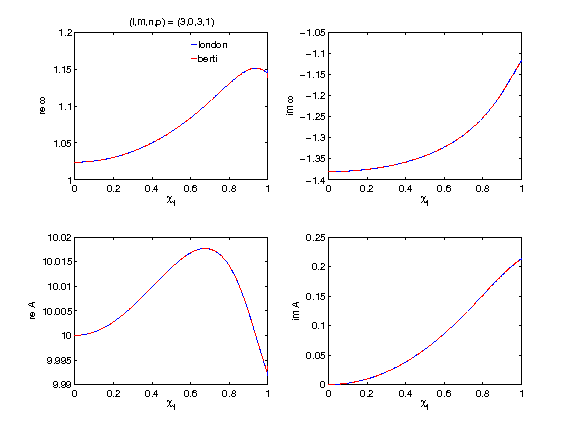 (l,m,n,p) = (3,0,3,1)
1.2
1.15
1.1
1.05
1
re ω
london
berti
0 0.2 0.4 0.6 0.8 1
χf
−1.05
−1.1
−1.15
−1.2
−1.25
−1.3
−1.35
−1.4
im ω
0 0.2 0.4 0.6 0.8 1
χf
10.02
10.015
10.01
10.005
10
9.995
9.99
re A
0 0.2 0.4 0.6 0.8 1
χf
0.25
0.2
0.15
0.1
0.05
0
im A
0 0.2 0.4 0.6 0.8 1
χf